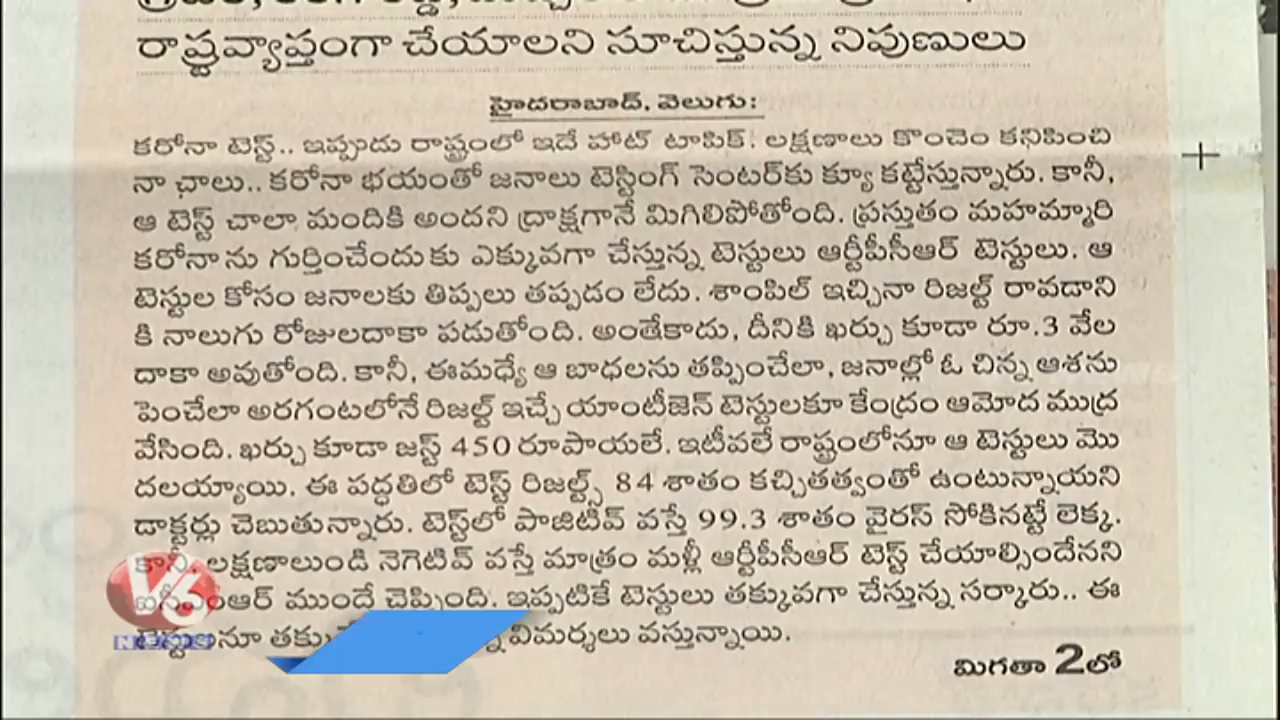 రాష్ట్రవ్యాప్తంగా చేయాలని సూచిస్తున్న నిపుణులు
హైదరాబాద్, వెలుగు:
కరోనా టెస్ట్.. ఇప్పుడు రాష్ట్రంలో ఇదే హాట్ టాపిక్! లక్షణాలు కొంచెం కనిపించి
నా చాలు.. కరోనా భయంతో జనాలు టెస్టింగ్ సెంటర్‌కు క్యూ కట్టేస్తున్నారు. కానీ,
ఆ టెస్ట్ చాలా మందికి అందని ద్రాక్షగానే మిగిలిపోతోంది. ప్రస్తుతం మహమ్మారి
కరోనాను గుర్తించేందుకు ఎక్కువగా చేస్తున్న టెస్టులు ఆర్టీపీసీఆర్ టెస్టులు. ఆ
టెస్టుల కోసం జనాలకు తిప్పలు తప్పడం లేదు. శాంపిల్ ఇచ్చినా రిజల్ట్ రావడాని
కి నాలుగు రోజులదాకా పడుతోంది. అంతేకాదు, దీనికి ఖర్చు కూడా రూ.3 వేల
దాకా అవుతోంది. కానీ, ఈమధ్యే ఆ బాధలను తప్పించేలా, జనాల్లో ఓ చిన్న ఆశను
పెంచేలా అరగంటలోనే రిజల్ట్ ఇచ్చే యాంటీజెన్ టెస్టులకూ కేంద్రం ఆమోద ముద్ర
వేసింది. ఖర్చు కూడా జస్ట్ 450 రూపాయలే. ఇటీవలే రాష్ట్రంలోనూ ఆ టెస్టులు మొ
దలయ్యాయి. ఈ పద్ధతిలో టెస్ట్ రిజల్ట్స్ 84 శాతం కచ్చితత్వంతో ఉంటున్నాయని
డాక్టర్లు చెబుతున్నారు. టెస్ట్‌లో పాజిటివ్ వస్తే 99.3 శాతం వైరస్ సోకినట్టే లెక్క.
కానీ, లక్షణాలుండి నెగెటివ్ వస్తే మాత్రం మళ్లీ ఆర్టీపీసీఆర్ టెస్ట్ చేయాల్సిందేనని
ముందే చెప్పింది. ఇప్పటికే టెస్టులు తక్కువగా చేస్తున్న సర్కారు.. ఈ
విమర్శలు వస్తున్నాయి.
మిగతా 2లో
V6
NEWS